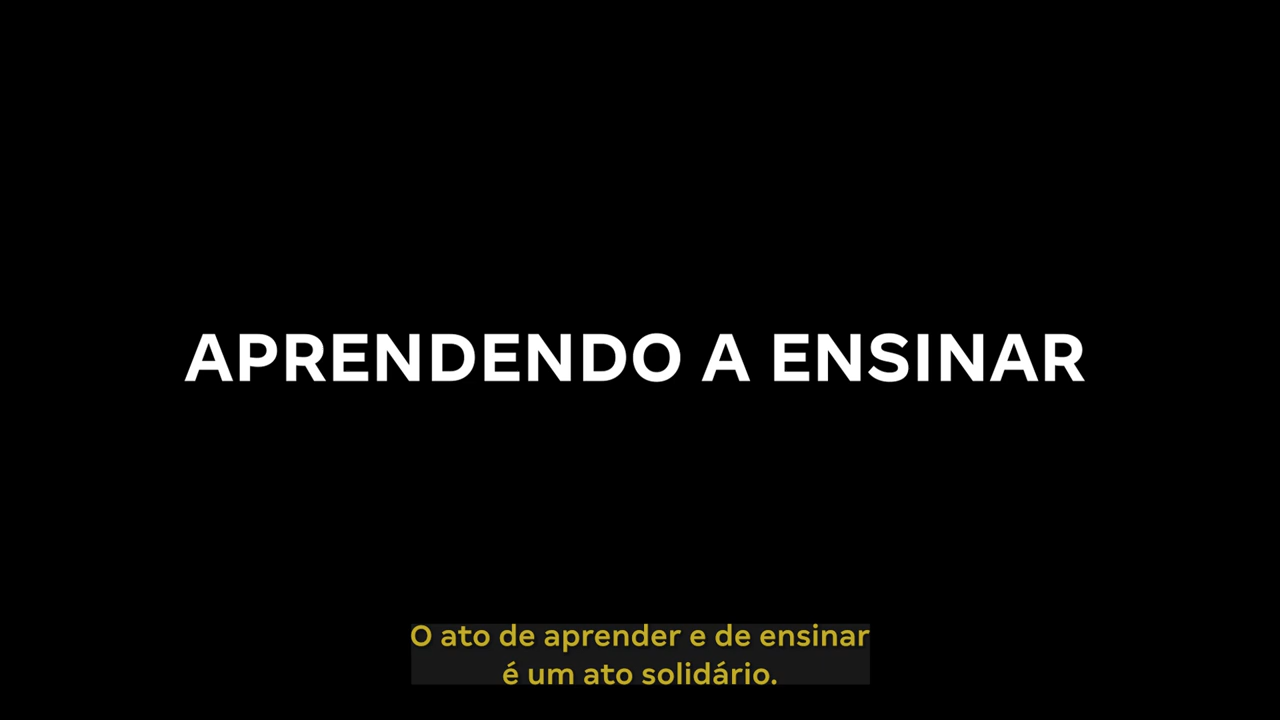 APRENDENDO A ENSINAR
O ato de aprender e de ensinar
é um ato solidário.